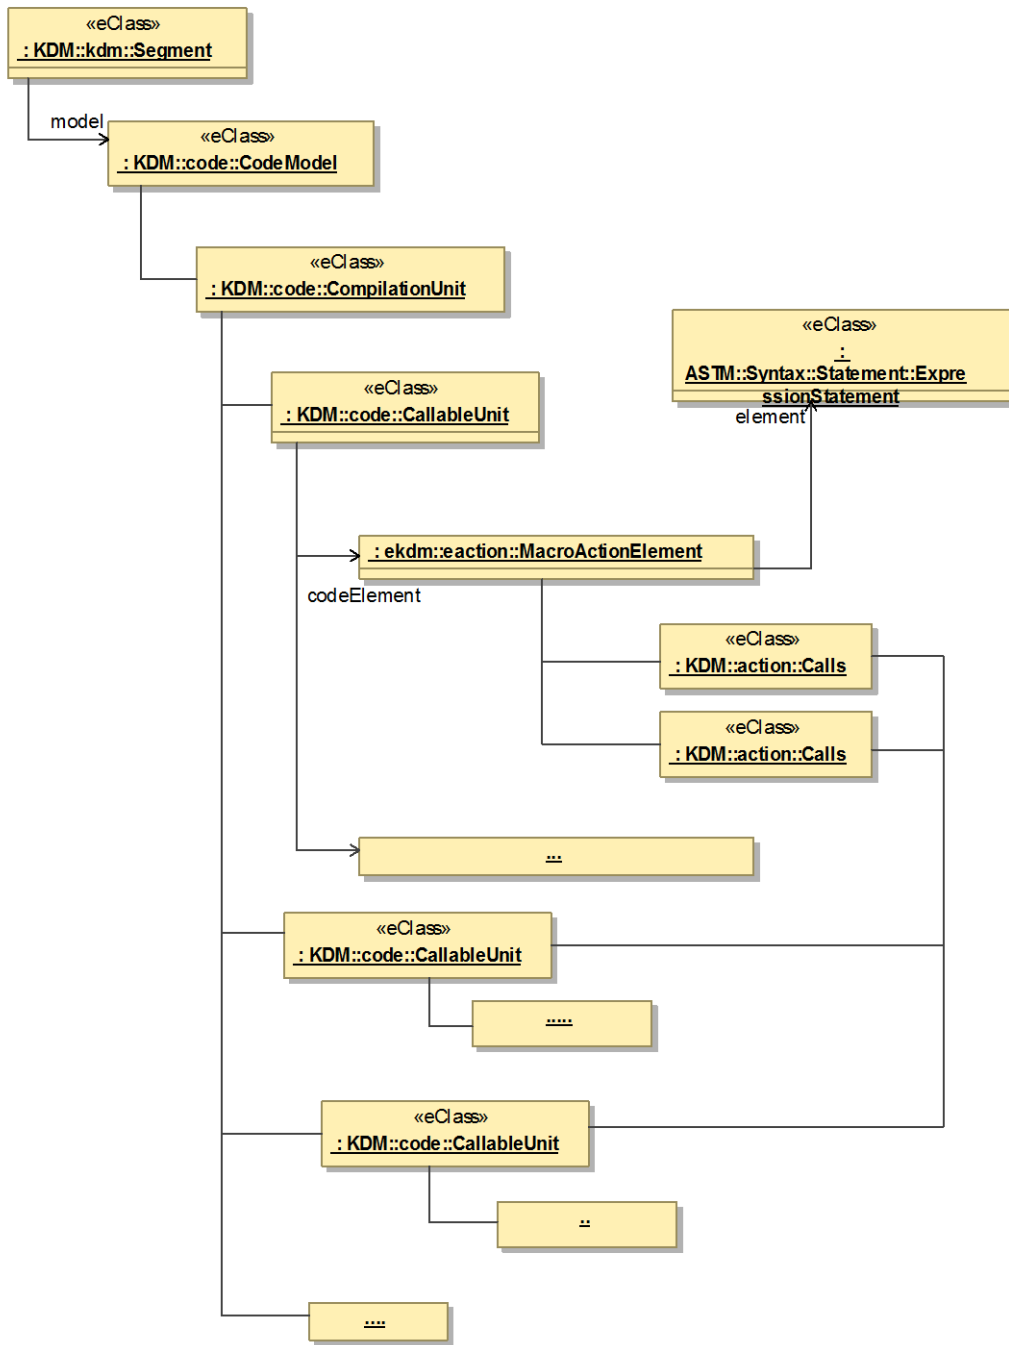 «eClass»
: KDM::kdm::Segment
model
«eClass»
: KDM::code::CodeModel
«eClass»
: KDM::code::CompilationUnit
«eClass»
:
ASTM::Syntax::Statement::Expre
ssionStatement
element
«eClass»
: KDM::code::CallableUnit
: ekdm::eaction::MacroActionElement
codeElement
«eClass»
: KDM::action::Calls
«eClass»
: KDM::action::Calls
...
«eClass»
: KDM::code::CallableUnit
.....
«eClass»
: KDM::code::CallableUnit
..
....